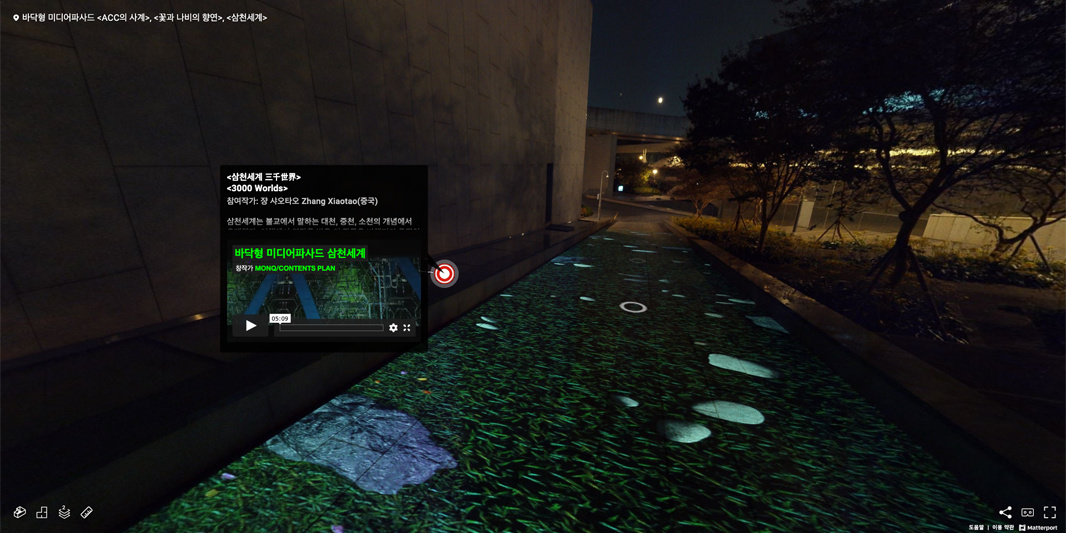 바닥형 미디어파사드 <ACC의 사계>, <꽃과 나비의 향연>, <삼천세계>
<삼천세계 三千世界>
<3000 Worlds>
참여작가: 쟝 샤오타오 Zhang Xiaotao(중국)
삼천세계는 불교에서 말하는 대천, 중천, 소천의 개념에서
바닥형 미디어파사드 삼천세계
창작가 MONQ/CONTENTS PLAN
05:09
2
도움말 | 이용 약관 Matterport